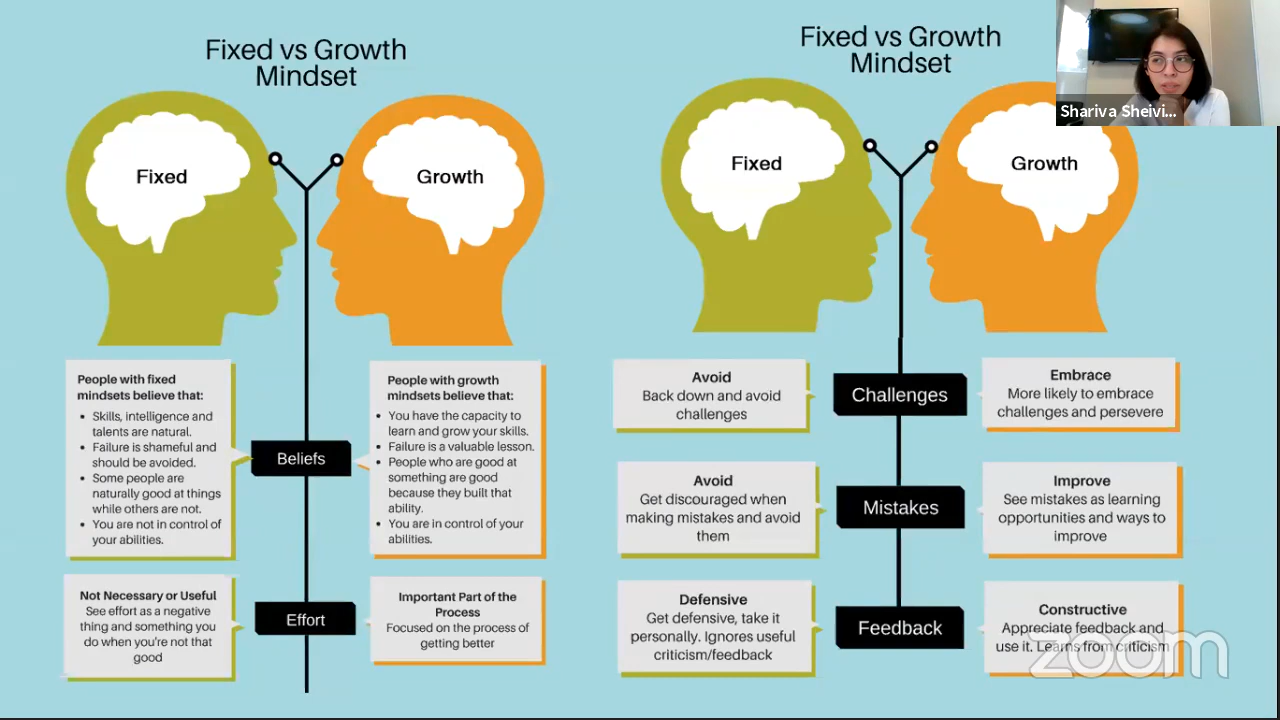 Fixed vs Growth
Mindset
Fixed
Growth
People with fixed
mindsets believe that:
• Skills, intelligence and
talents are natural.
• Failure is shameful and
should be avoided.
• Some people are
naturally good at things
while others are not.
• You are not in control of
your abilities.
Beliefs
People with growth
mindsets believe that:
• You have the capacity to
learn and grow your skills.
• Failure is a valuable lesson.
• People who are good at
something are good
because they built that
ability.
• You are in control of your
abilities.
Not Necessary or Useful
See effort as a negative
thing and something you
do when you're not that
good
Effort
Important Part of the
Process
Focused on the process of
getting better
Fixed vs Growth
Mindset
Fixed
Growth
Avoid
Back down and avoid
challenges
Challenges
Embrace
More likely to embrace
challenges and persevere
Avoid
Get discouraged when
making mistakes and avoid
them
Mistakes
Improve
See mistakes as learning
opportunities and ways to
improve
Defensive
Get defensive, take it
personally. Ignores useful
criticism/feedback
Feedback
Constructive
Appreciate feedback and
use it. Learns from criticism
Shariva Sheivi...
zoom